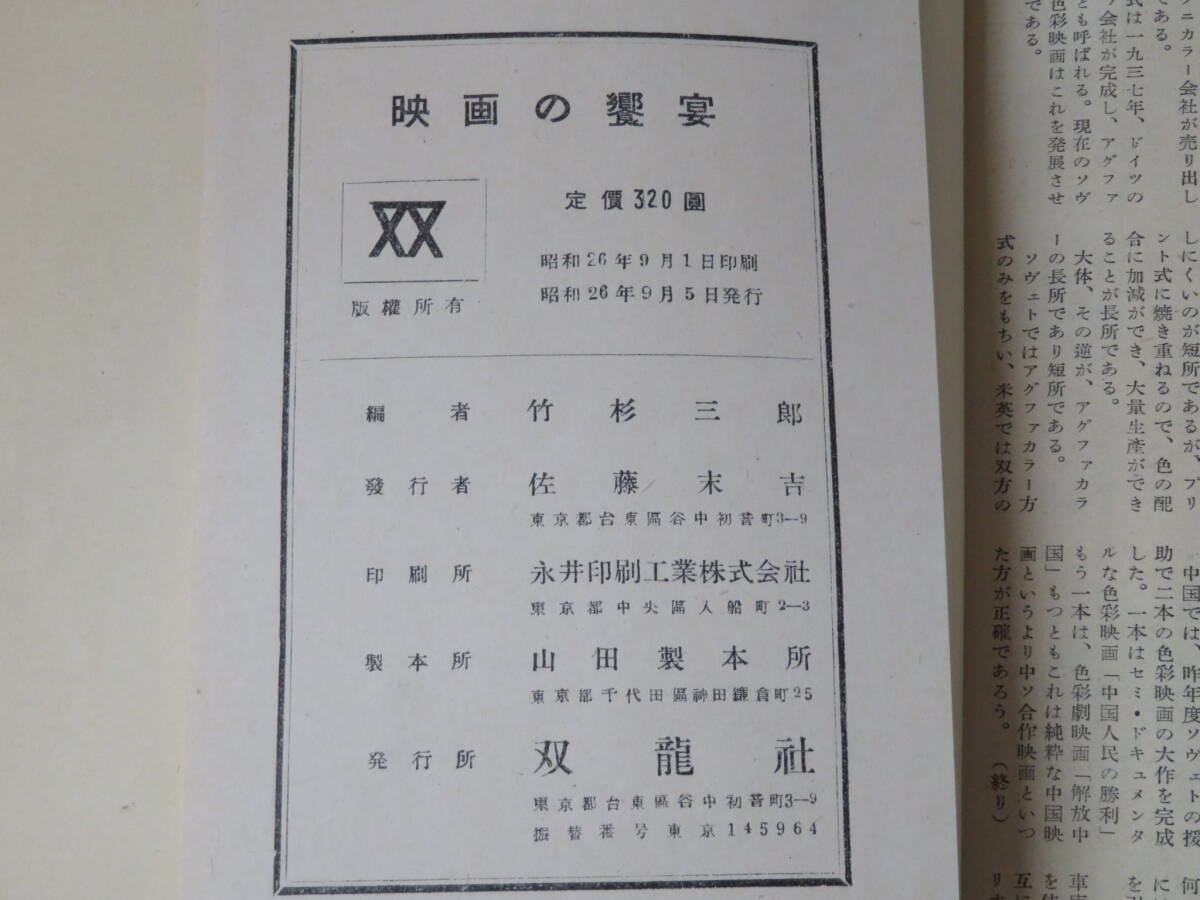 映画の饗宴
定價320圓
昭和26年9月1日印刷
昭和26年9月5日発行
版權所有
編者 竹杉三郎
發行者 佐藤末吉
東京都台東區谷中初音町3—9
印刷所 永井印刷工業株式会社
東京都中央區入船町2—3
製本所 山田製本所
東京都千代田區神田鎌倉町25
発行所 双龍社
東京都台東區谷中初音町3—9
振替番号東京145964
ニカラー会社が売り出し
である。
式は一九三七年、ドイツの
会社が完成し、アグファ
とも呼ばれる。現在のソヴ
色彩映画はこれを発展させ
である。
しにくいのが短所であるが、プリ
ント式に焼き重ねるので、色の配
合に加減ができ、大量生産ができ
ることが長所である。
大体、その逆が、アグファカラ
ーの長所であり短所である。
ソヴェトではアグファカラー方
式のみをもちい、米英では双方の
中国では、昨年度ソヴェトの援
助で二本の色彩映画の大作を完成
した。一本はセミ・ドキュメンタ
ルな色彩映画「中国人民の勝利」
もう一本は、色彩劇映画「解放中
国」もつともこれは純粋な中国映
画というより中ソ合作映画といつ
た方が正確であろう。（終り）